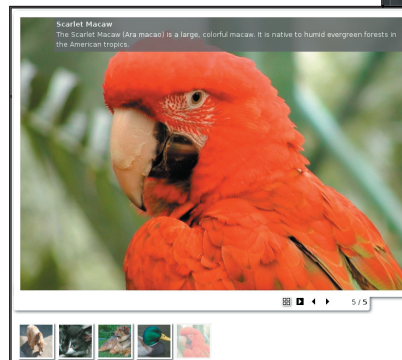 Scarlet Macaw
The Scarlet Macaw (Ara macao) is a large, colorful macaw. It is native to humid evergreen forests in
the American tropics.
5 / 5